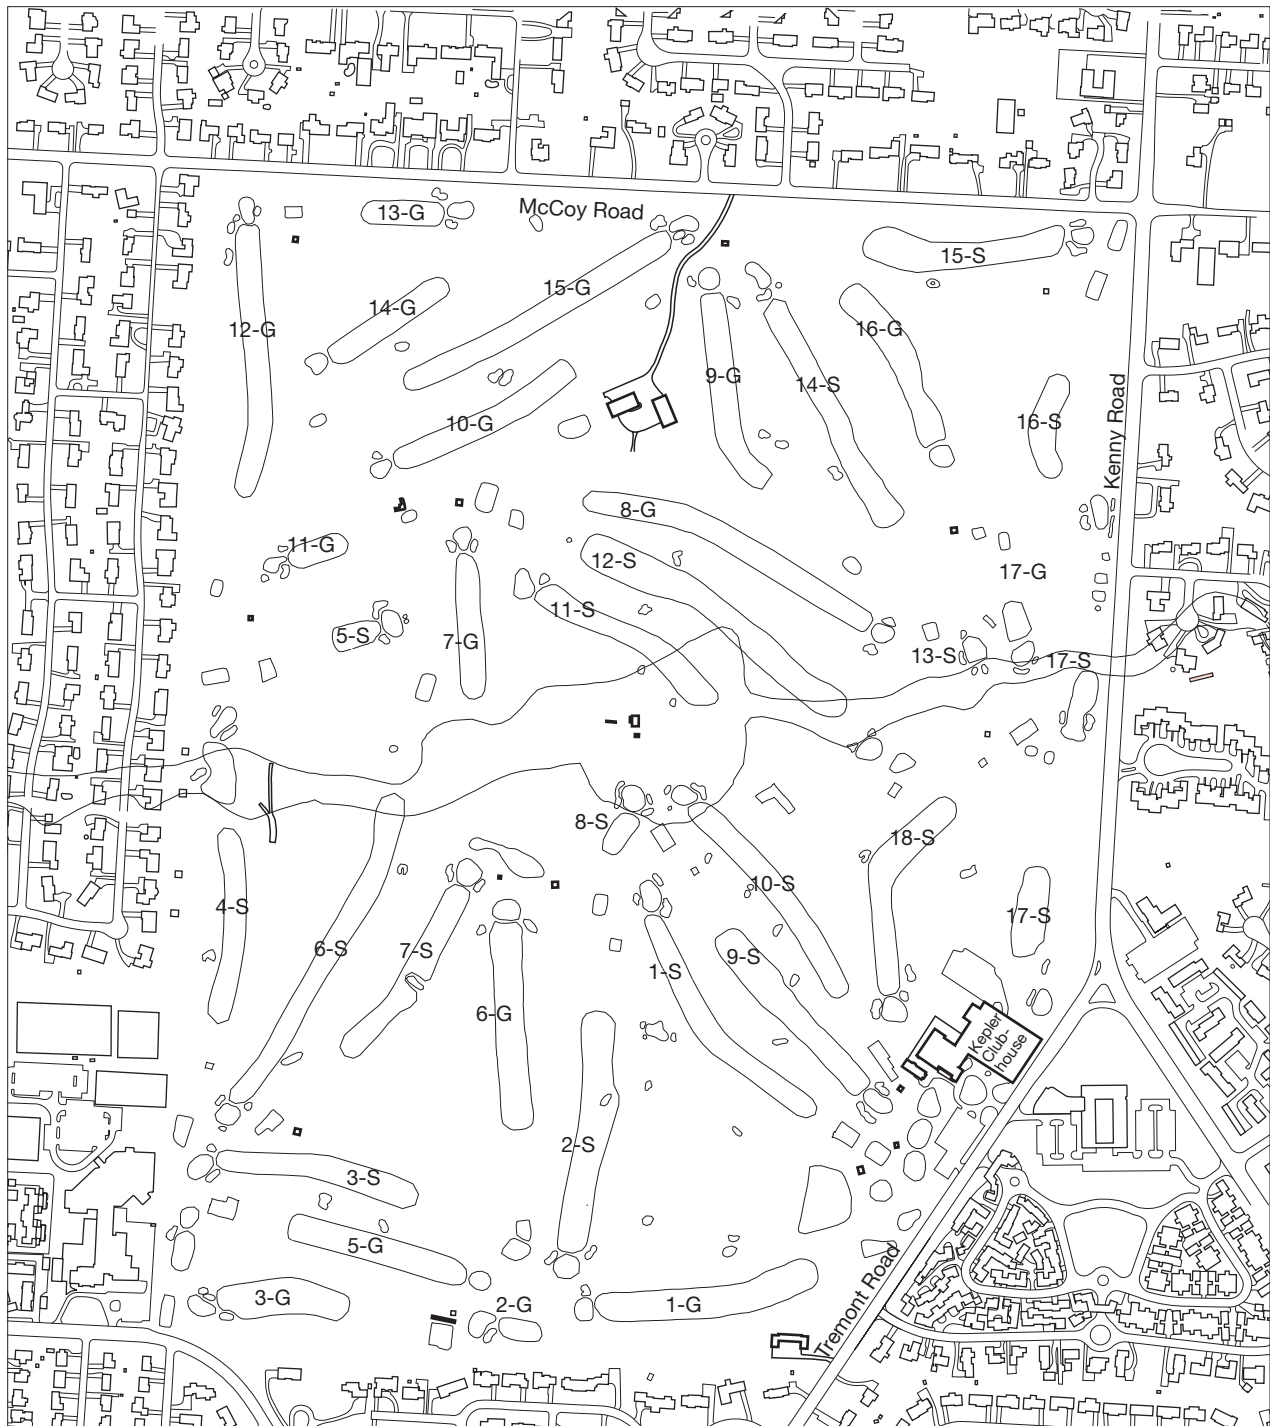 13-G
McCoy Road
15-S
15-G
14-G
12-G
16-G
9-G
14-S
16-S
10-G
Kenny Road
8-G
11-G
12-S
17-G
11-S
5-S
7-G
13-S
17-S
8-S
18-S
10-S
4-S
17-S
6-S
7-S
9-S
1-S
6-G
Kepler
Club-
house
2-S
3-S
5-G
3-G
2-G
1-G
Tremont Road